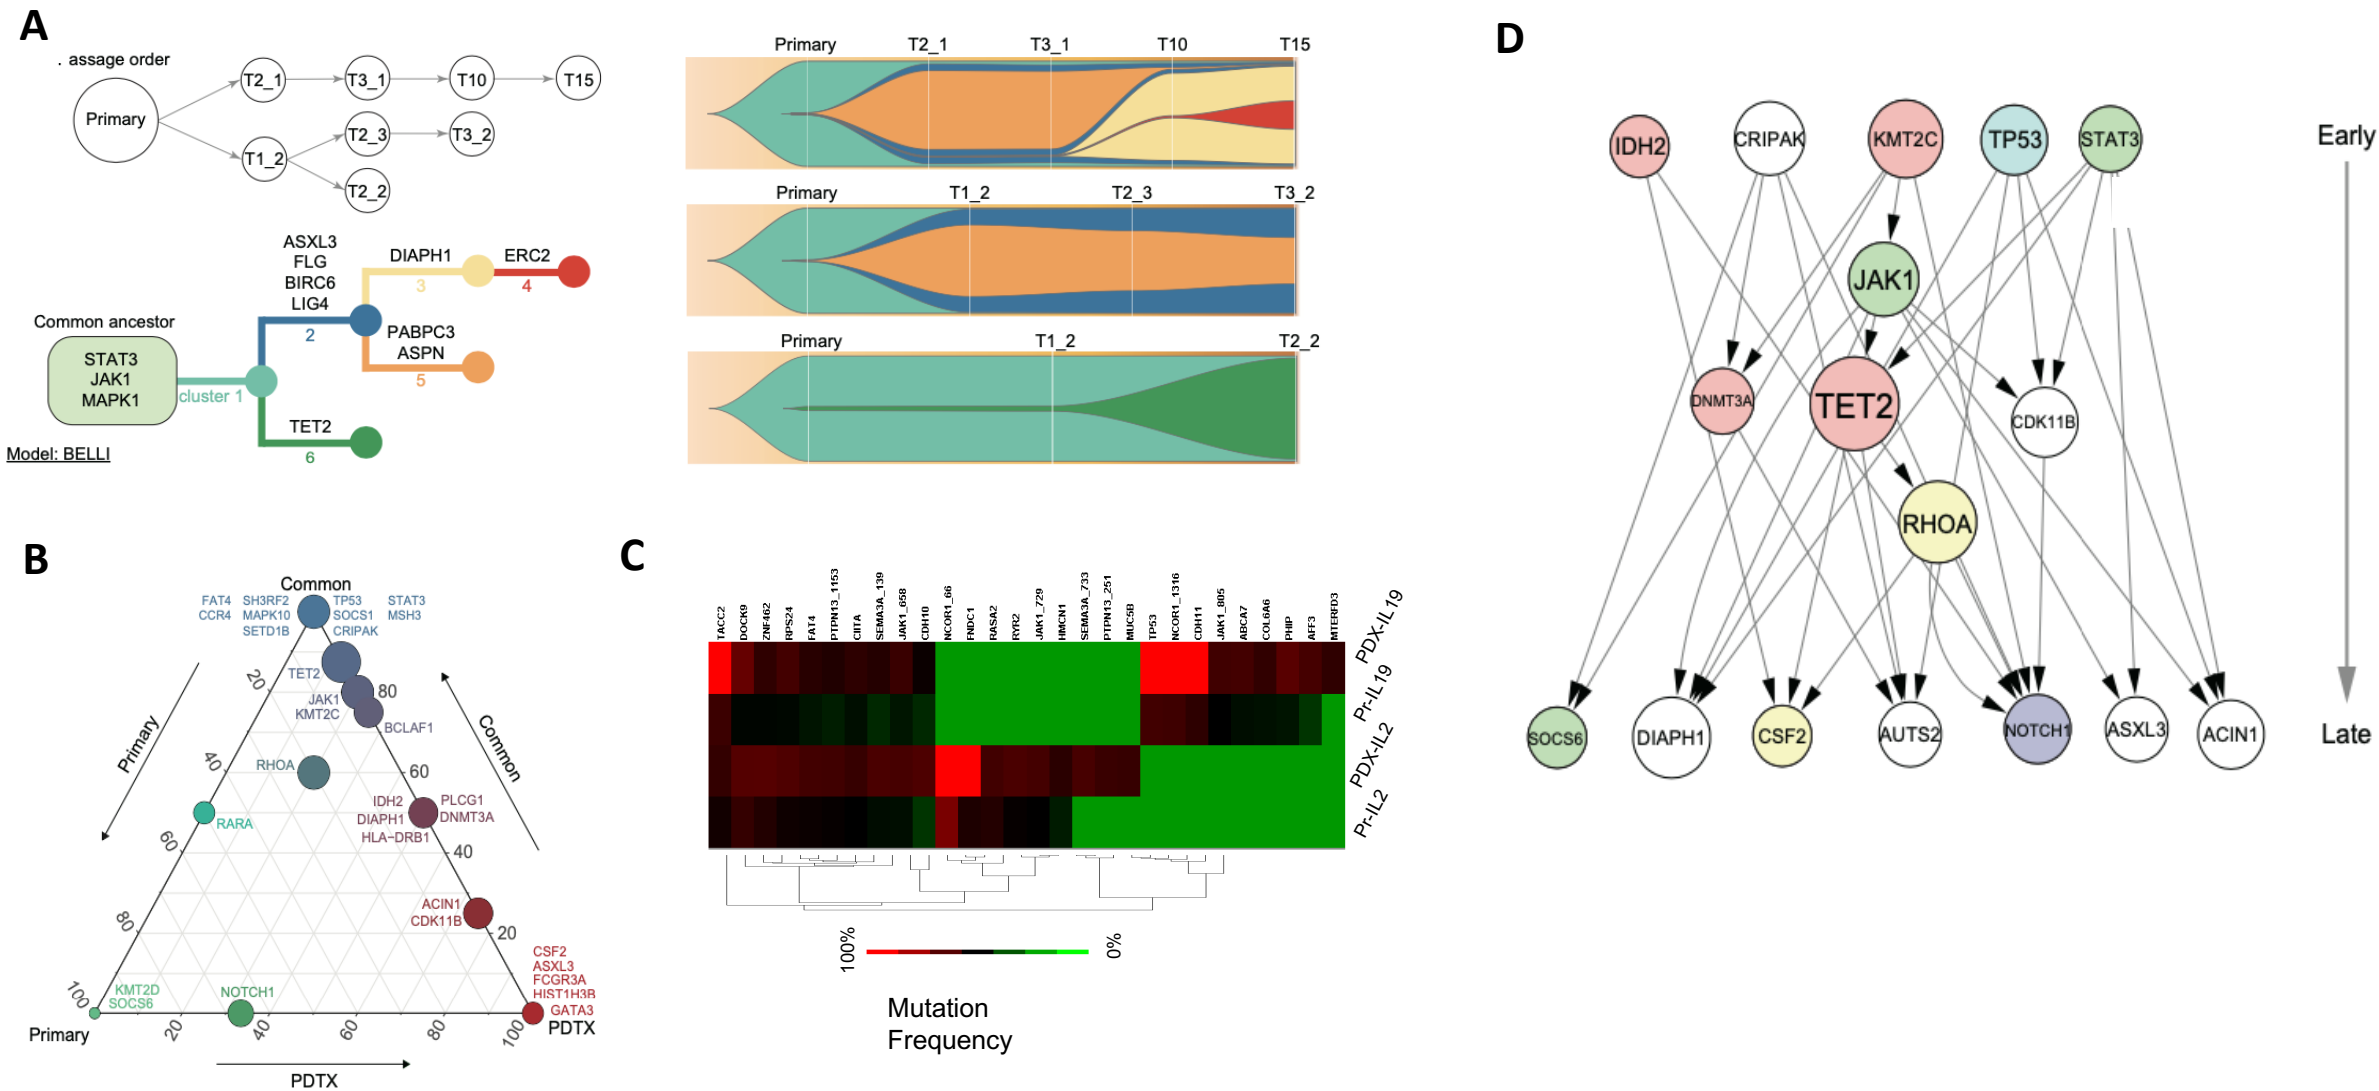 A
. assage order
Primary
T2_1
T3_1
T10
T15
T1_2
T2_3
T3_2
T2_2
ASXL3
FLG
BIRC6
LIG4
2
DIAPH1
3
ERC2
4
PABPC3
ASPN
5
Common ancestor
STAT3
JAK1
MAPK1
cluster 1
TET2
6
Model: BELLI
Primary T2_1 T3_1 T10 T15
Primary T1_2 T2_3 T3_2
Primary T1_2 T2_2
B
Common
FAT4 SH3RF2 TP53 STAT3
CCR4 MAPK10 SOCS1 MSH3
SETD1B CRIPAK
TET2
JAK1
KMT2C
BCLAF1
RHOA
RARA
IDH2 PLCG1
DIAPH1 DNMT3A
HLA−DRB1
ACIN1
CDK11B
CSF2
ASXL3
FCGR3A
HIST1H3B
GATA3
KMT2D
SOCS6
NOTCH1
20
40
60
80
100
80
60
40
20
20
40
60
80
100
Primary
Common
Primary
PDTX
PDTX
C
TACC2
DOCK9
ZNF462
RPS24
FAT4
PTPN13_1153
CIITA
SEMA3A_139
JAK1_658
CDH10
NCOR1_66
FNDC1
RASA2
RYR2
JAK1_729
HMCN1
SEMA3A_733
PTPN13_251
MUC5B
TP53
NCOR1_1316
CDH11
JAK1_805
ABCA7
COL6A6
PHIP
AFF3
MTERFD3
PDX-IL19
Pr-IL19
PDX-IL2
Pr-IL2
100%
0%
Mutation
Frequency
D
IDH2
CRIPAK
KMT2C
TP53
STAT3
Early
JAK1
DNMT3A
TET2
CDK11B
RHOA
SOCS6
DIAPH1
CSF2
AUTS2
NOTCH1
ASXL3
ACIN1
Late